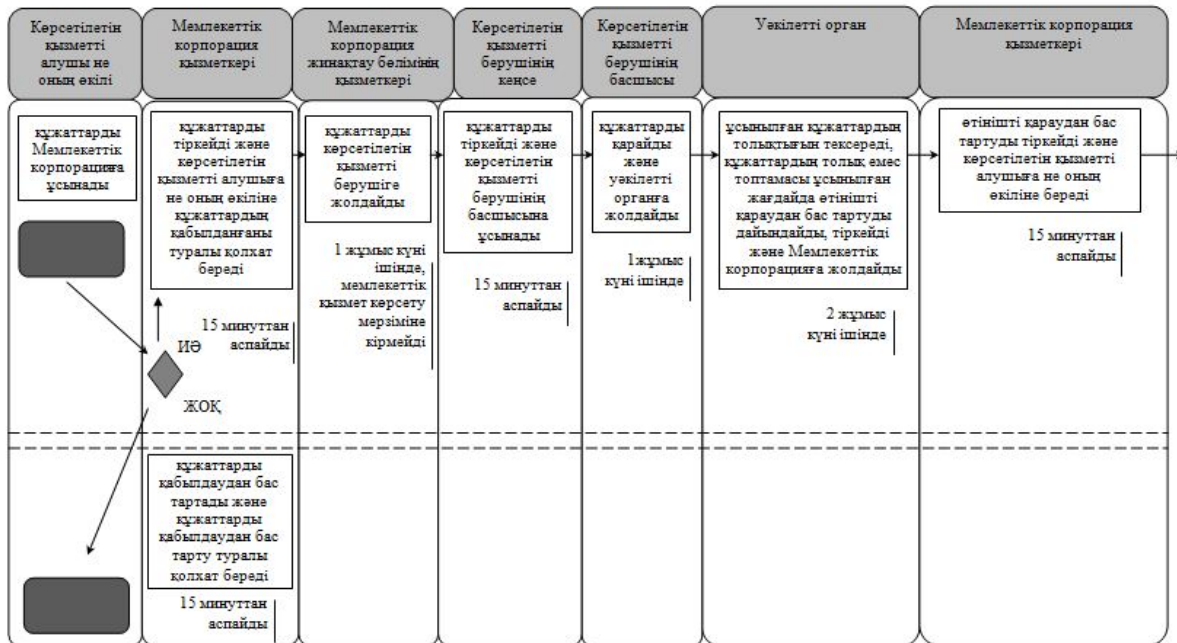 Көрсетілетін
қызметті
алушы не
оның өкілі
Мемлекеттік
корпорация
қызметкері
Мемлекеттік
корпорация
жинақтау бөлімінің
қызметкері
Көрсетілетін
қызметті
берушінің
кеңсе
Көрсетілетін
қызметті
берушінің
басшысы
Уәкілетті орган
Мемлекеттік корпорация
қызметкері
құжаттарды
Мемлекеттік
корпорацияға
ұсынады
құжаттарды
тіркейді және
көрсетілетін
қызметті алушыға
не оның өкіліне
құжаттардың
қабылданғаны
туралы қолхат
береді
15 минуттан
аспайды
ИӘ
ЖОҚ
құжаттарды
көрсетілетін
қызметті
берушіге
жолдайды
1 жұмыс күні
ішінде,
мемлекеттік
қызмет көрсету
мерзіміне
кірмейді
құжаттарды
тіркейді және
көрсетілетін
қызметті
берушінің
басшысына
ұсынады
15 минуттан
аспайды
құжаттарды
қарайды
және
уәкілетті
органға
жолдайды
1жұмыс
күні ішінде
ұсынылған құжаттардың
толықтығын тексереді,
құжаттардың толық емес
топтамасы ұсынылған
жағдайда өтінішті
қараудан бас тартуды
дайындайды, тіркейді
және Мемлекеттік
корпорацияға жолдайды
2 жұмыс
күні ішінде
өтінішті қараудан бас
тартуды тіркейді және
көрсетілетін қызметті
алушыға не оның
өкіліне береді
15 минуттан
аспайды
құжаттарды
қабылдаудан бас
тартады және
құжаттарды
қабылдаудан бас
тарту туралы
қолхат береді
15 минуттан
аспайды